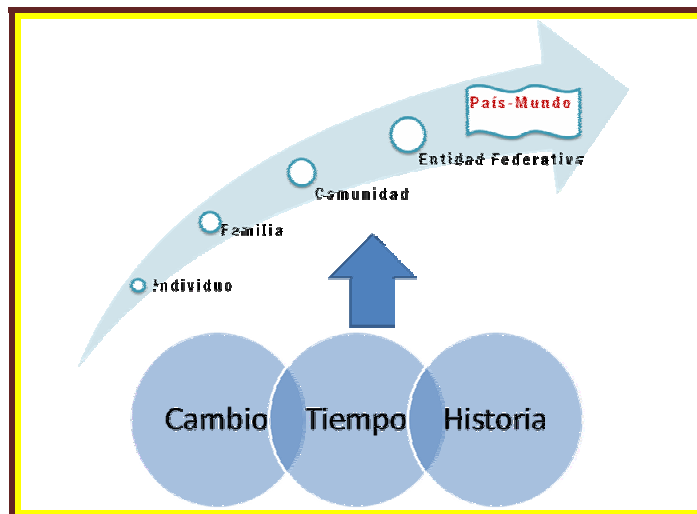 País-Mundo
Entidad Federativa
Comunidad
Familia
Individuo
Cambio
Tiempo
Historia